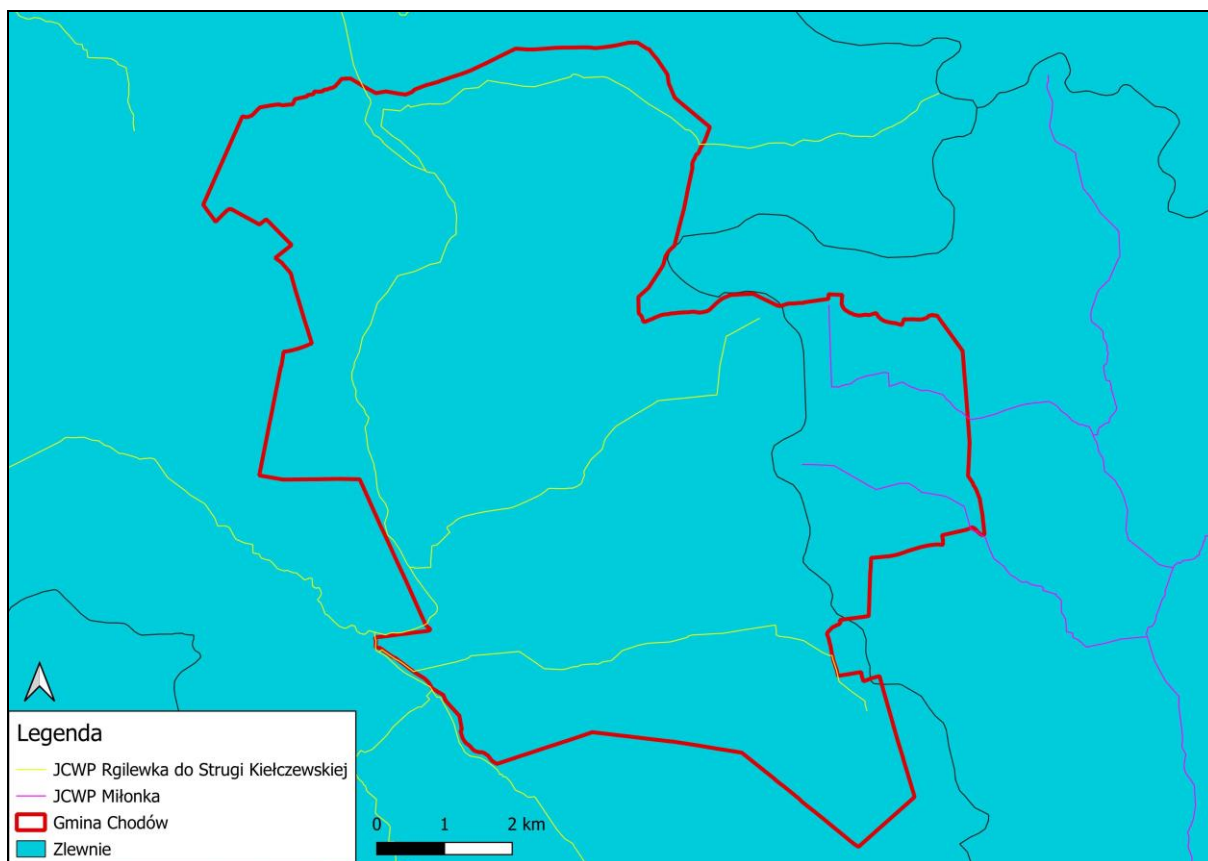 Legenda
JCWP Rgilewka do Strugi Kiełczewskiej
JCWP Miłonka
Gmina Chodów
Zlewnie
0 1 2 km